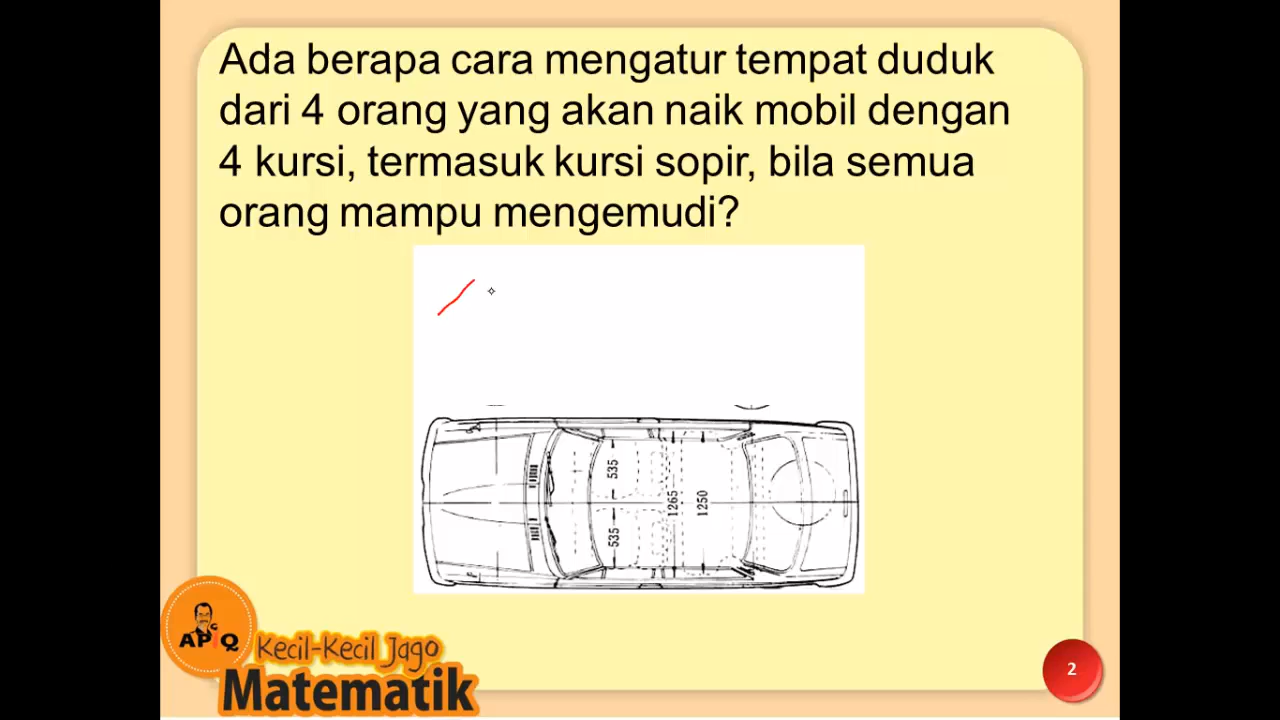 Ada berapa cara mengatur tempat duduk
dari 4 orang yang akan naik mobil dengan
4 kursi, termasuk kursi sopir, bila semua
orang mampu mengemudi?
535
535
1265
1250
APiQ
Kecil-Kecil Jago
Matematik
2